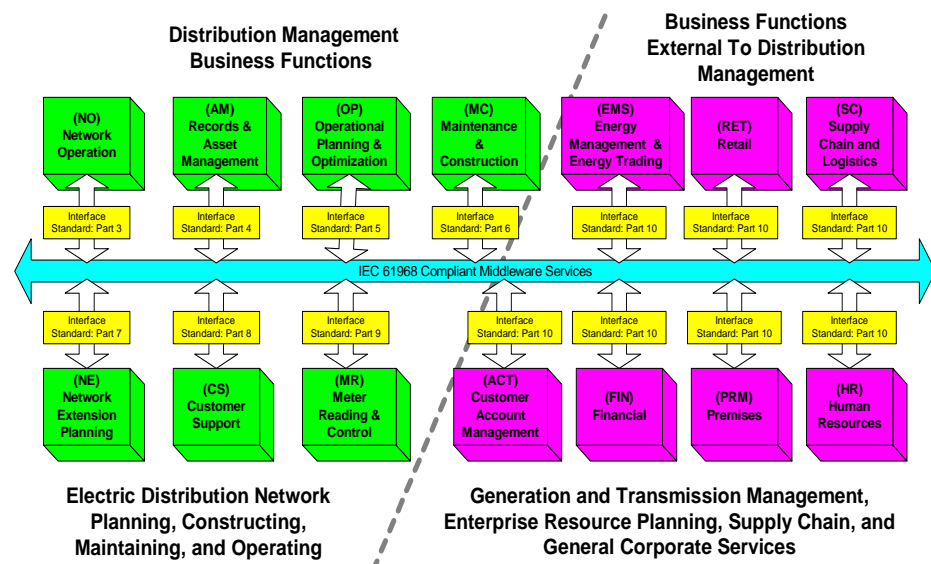 Distribution Management
Business Functions
Business Functions
External To Distribution
Management
(NO)
Network
Operation
(AM)
Records &
Asset
Management
(OP)
Operational
Planning &
Optimization
(MC)
Maintenance
&
Construction
(EMS)
Energy
Management &
Energy Trading
(RET)
Retail
(SC)
Supply
Chain and
Logistics
Interface
Standard: Part 3
Interface
Standard: Part 4
Interface
Standard: Part 5
Interface
Standard: Part 6
Interface
Standard: Part 10
Interface
Standard: Part 10
Interface
Standard: Part 10
IEC 61968 Compliant Middleware Services
Interface
Standard: Part 7
Interface
Standard: Part 8
Interface
Standard: Part 9
Interface
Standard: Part 10
Interface
Standard: Part 10
Interface
Standard: Part 10
Interface
Standard: Part 10
(NE)
Network
Extension
Planning
(CS)
Customer
Support
(MR)
Meter
Reading &
Control
(ACT)
Customer
Account
Management
(FIN)
Financial
(PRM)
Premises
(HR)
Human
Resources
Electric Distribution Network
Planning, Constructing,
Maintaining, and Operating
Generation and Transmission Management,
Enterprise Resource Planning, Supply Chain, and
General Corporate Services